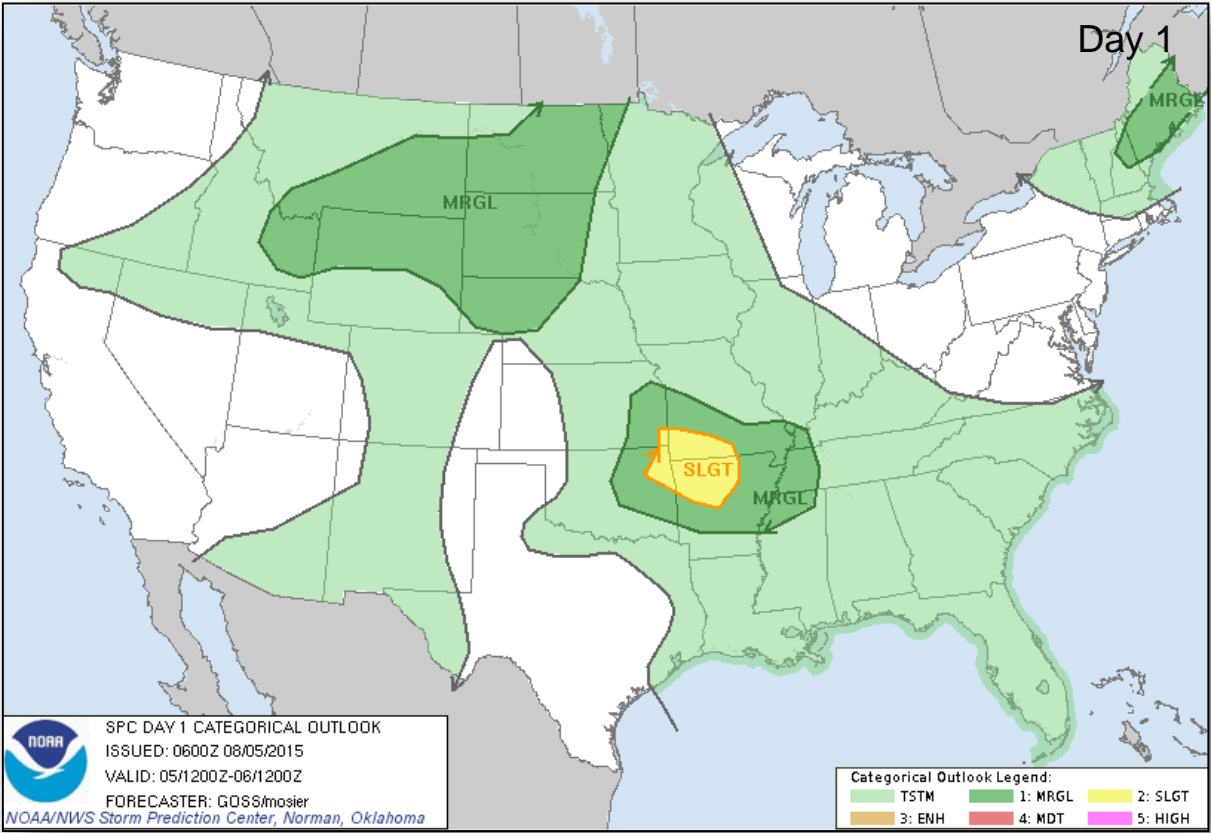 Day 1
MRGL
MRGL
SLGT
MRGL
NOAA
SPC DAY 1 CATEGORICAL OUTLOOK
ISSUED: 0600Z 08/05/2015
VALID: 05/1200Z-06/1200Z
FORECASTER: GOSS/mosier
NOAA/NWS Storm Prediction Center, Norman, Oklahoma
Categorical Outlook Legend:
TSTM 1: MRGL 2: SLGT
3: ENH 4: MDT 5: HIGH